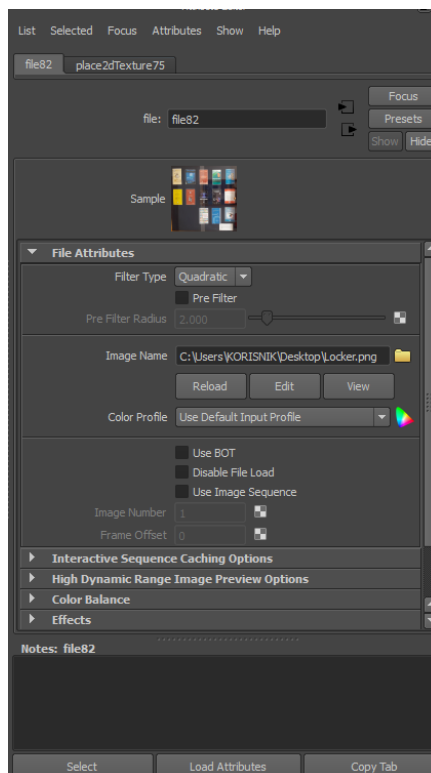 List Selected Focus Attributes Show Help
file82 place2dTexture75
Focus
file: file82 Presets
Show Hide
Sample
File Attributes
Filter Type Quadratic
Pre Filter
Pre Filter Radius 2.000
Image Name C:\Users\KORISNIK\Desktop\Locker.png
Reload Edit View
Color Profile Use Default Input Profile
Use BOT
Disable File Load
Use Image Sequence
Image Number 1
Frame Offset 0
Interactive Sequence Caching Options
High Dynamic Range Image Preview Options
Color Balance
Effects
Notes: file82
Select Load Attributes Copy Tab